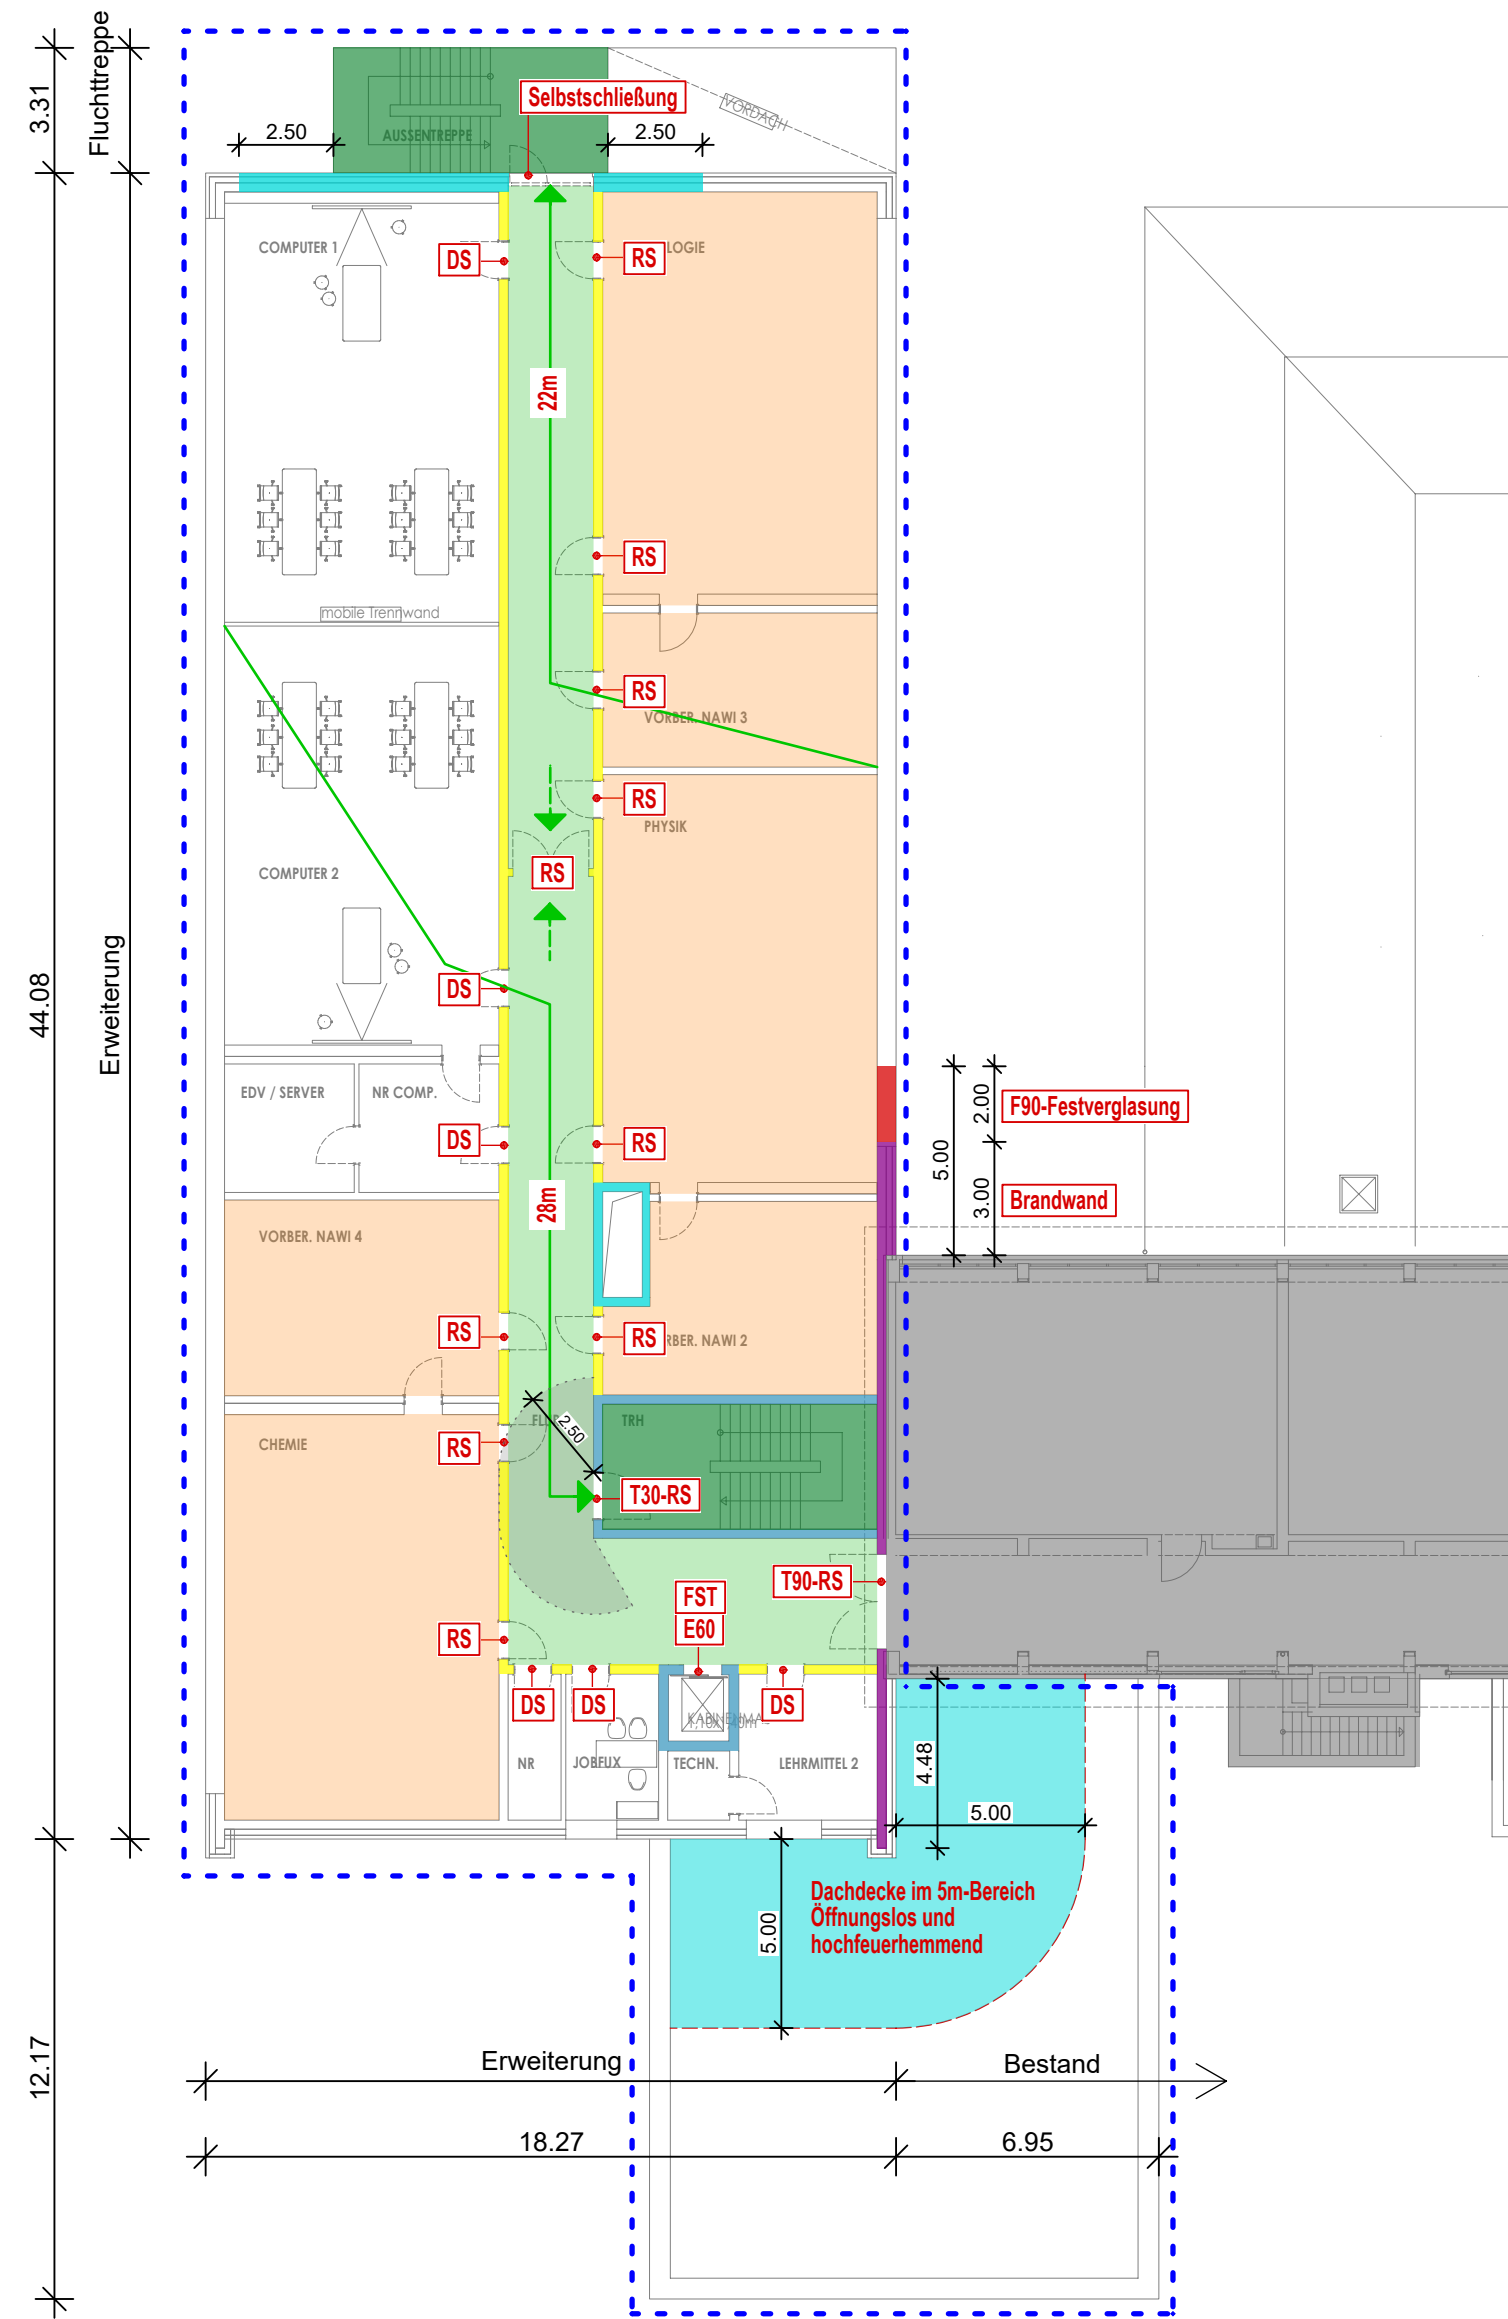 Fluchttreppe
3.31
Selbstschließung
VORDACH
2.50
AUSSENTREPPE
2.50
COMPUTER 1
DS
RS
LOGIE
22m
RS
mobile Trennwand
RS
VORBER. NAWI 3
RS
PHYSIK
RS
COMPUTER 2
44.08
Erweiterung
DS
EDV / SERVER
NR COMP.
DS
RS
2.00
F90-Festverglasung
5.00
3.00
Brandwand
28m
VORBER. NAWI 4
RS
RS
RBER. NAWI 2
2.50
TRH
CHEMIE
RS
T30-RS
T90-RS
FST
E60
RS
DS
DS
DS
NR
JOBFUX
TECHN.
LEHRMITTEL 2
4.48
5.00
5.00
Dachdecke im 5m-Bereich
Öffnungslos und
hochfeuerhemmend
12.17
Erweiterung
Bestand
18.27
6.95